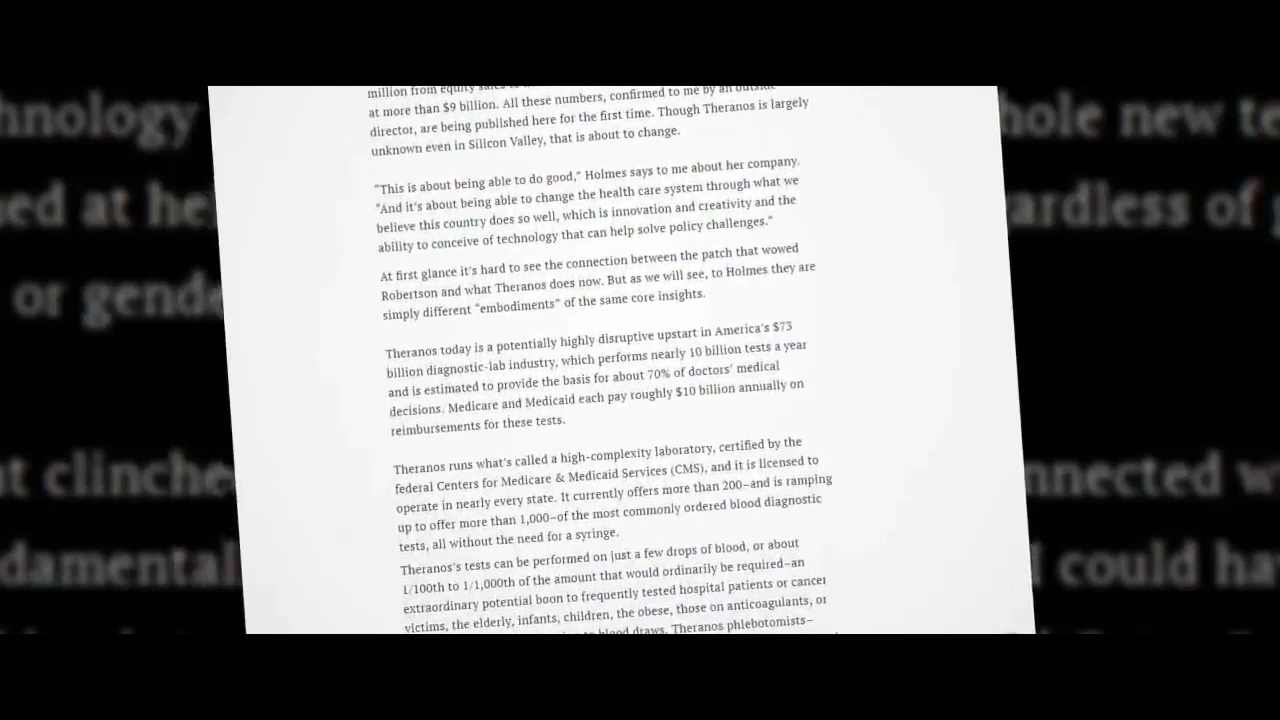 million from equity
at more than $9 billion. All these numbers, confirmed to me by an outside
director, are being published here for the first time. Though Theranos is largely
unknown even in Silicon Valley, that is about to change.
“This is about being able to do good,” Holmes says to me about her company.
“And it’s about being able to change the health care system through what we
believe this country does so well, which is innovation and creativity and the
ability to conceive of technology that can help solve policy challenges.”
At first glance it’s hard to see the connection between the patch that wowed
Robertson and what Theranos does now. But as we will see, to Holmes they are
simply different “embodiments” of the same core insights.
Theranos today is a potentially highly disruptive upstart in America’s $73
billion diagnostic-lab industry, which performs nearly 10 billion tests a year
and is estimated to provide the basis for about 70% of doctors’ medical
decisions. Medicare and Medicaid each pay roughly $10 billion annually on
reimbursements for these tests.
Theranos runs what’s called a high-complexity laboratory, certified by the
federal Centers for Medicare & Medicaid Services (CMS), and it is licensed to
operate in nearly every state. It currently offers more than 200–and is ramping
up to offer more than 1,000–of the most commonly ordered blood diagnostic
tests, all without the need for a syringe.
Theranos’s tests can be performed on just a few drops of blood, or about
1/100th to 1/1,000th of the amount that would ordinarily be required–an
extraordinary potential boon to frequently tested hospital patients or cancer
victims, the elderly, infants, children, the obese, those on anticoagulants, or
blood draws. Theranos phlebotomists–
hnology
hole new te
ed at he
ardless of
or gende
t clinche
nnected w
damental
could ha